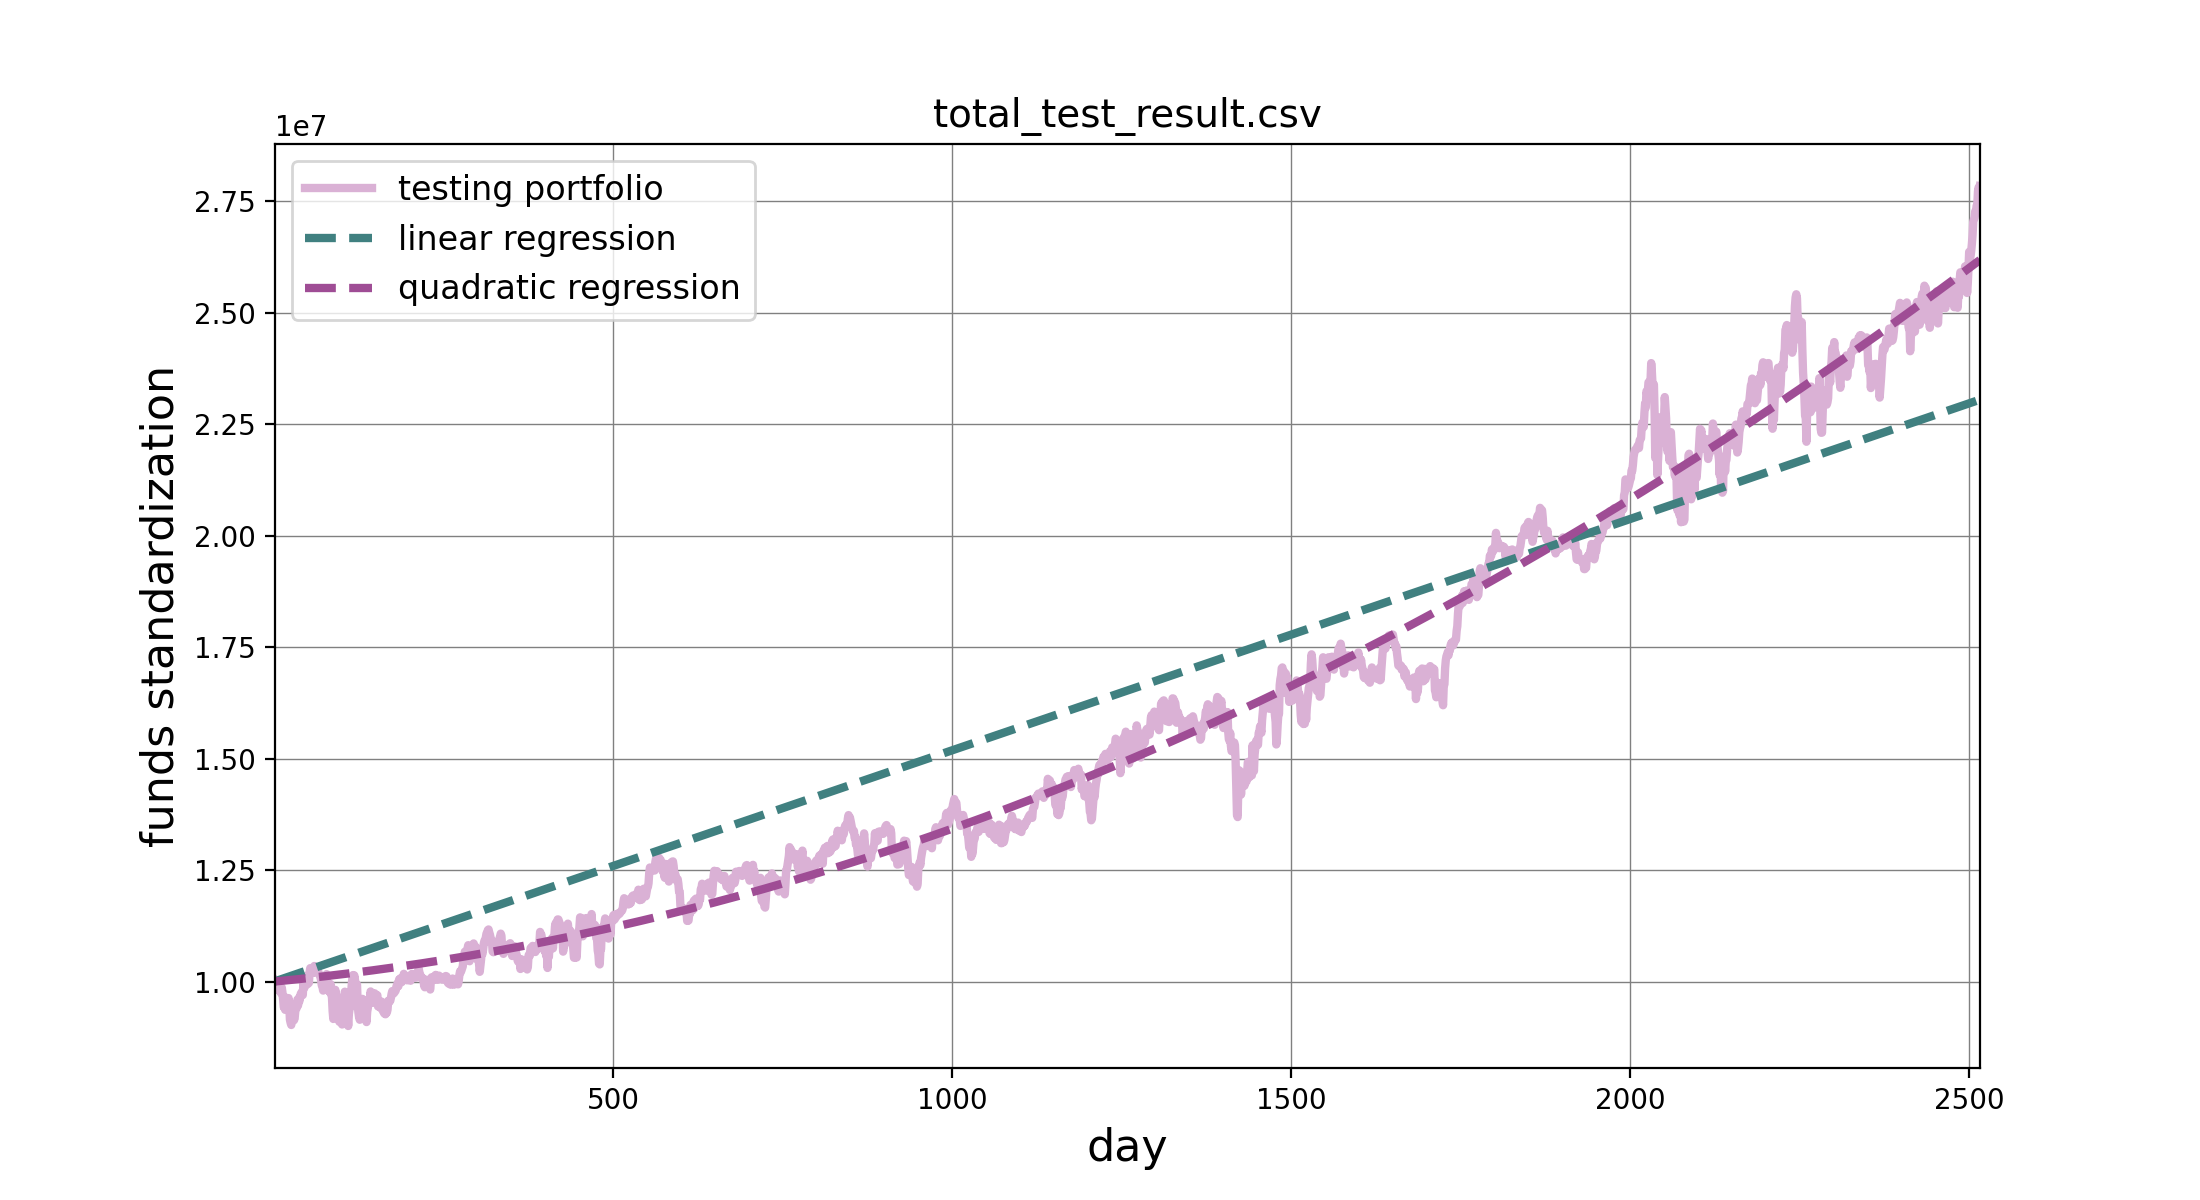 total_test_result.csv
1e7
testing portfolio
linear regression
quadratic regression
2.75
2.50
2.25
2.00
1.75
1.50
1.25
1.00
funds standardization
500 1000 1500 2000 2500
day